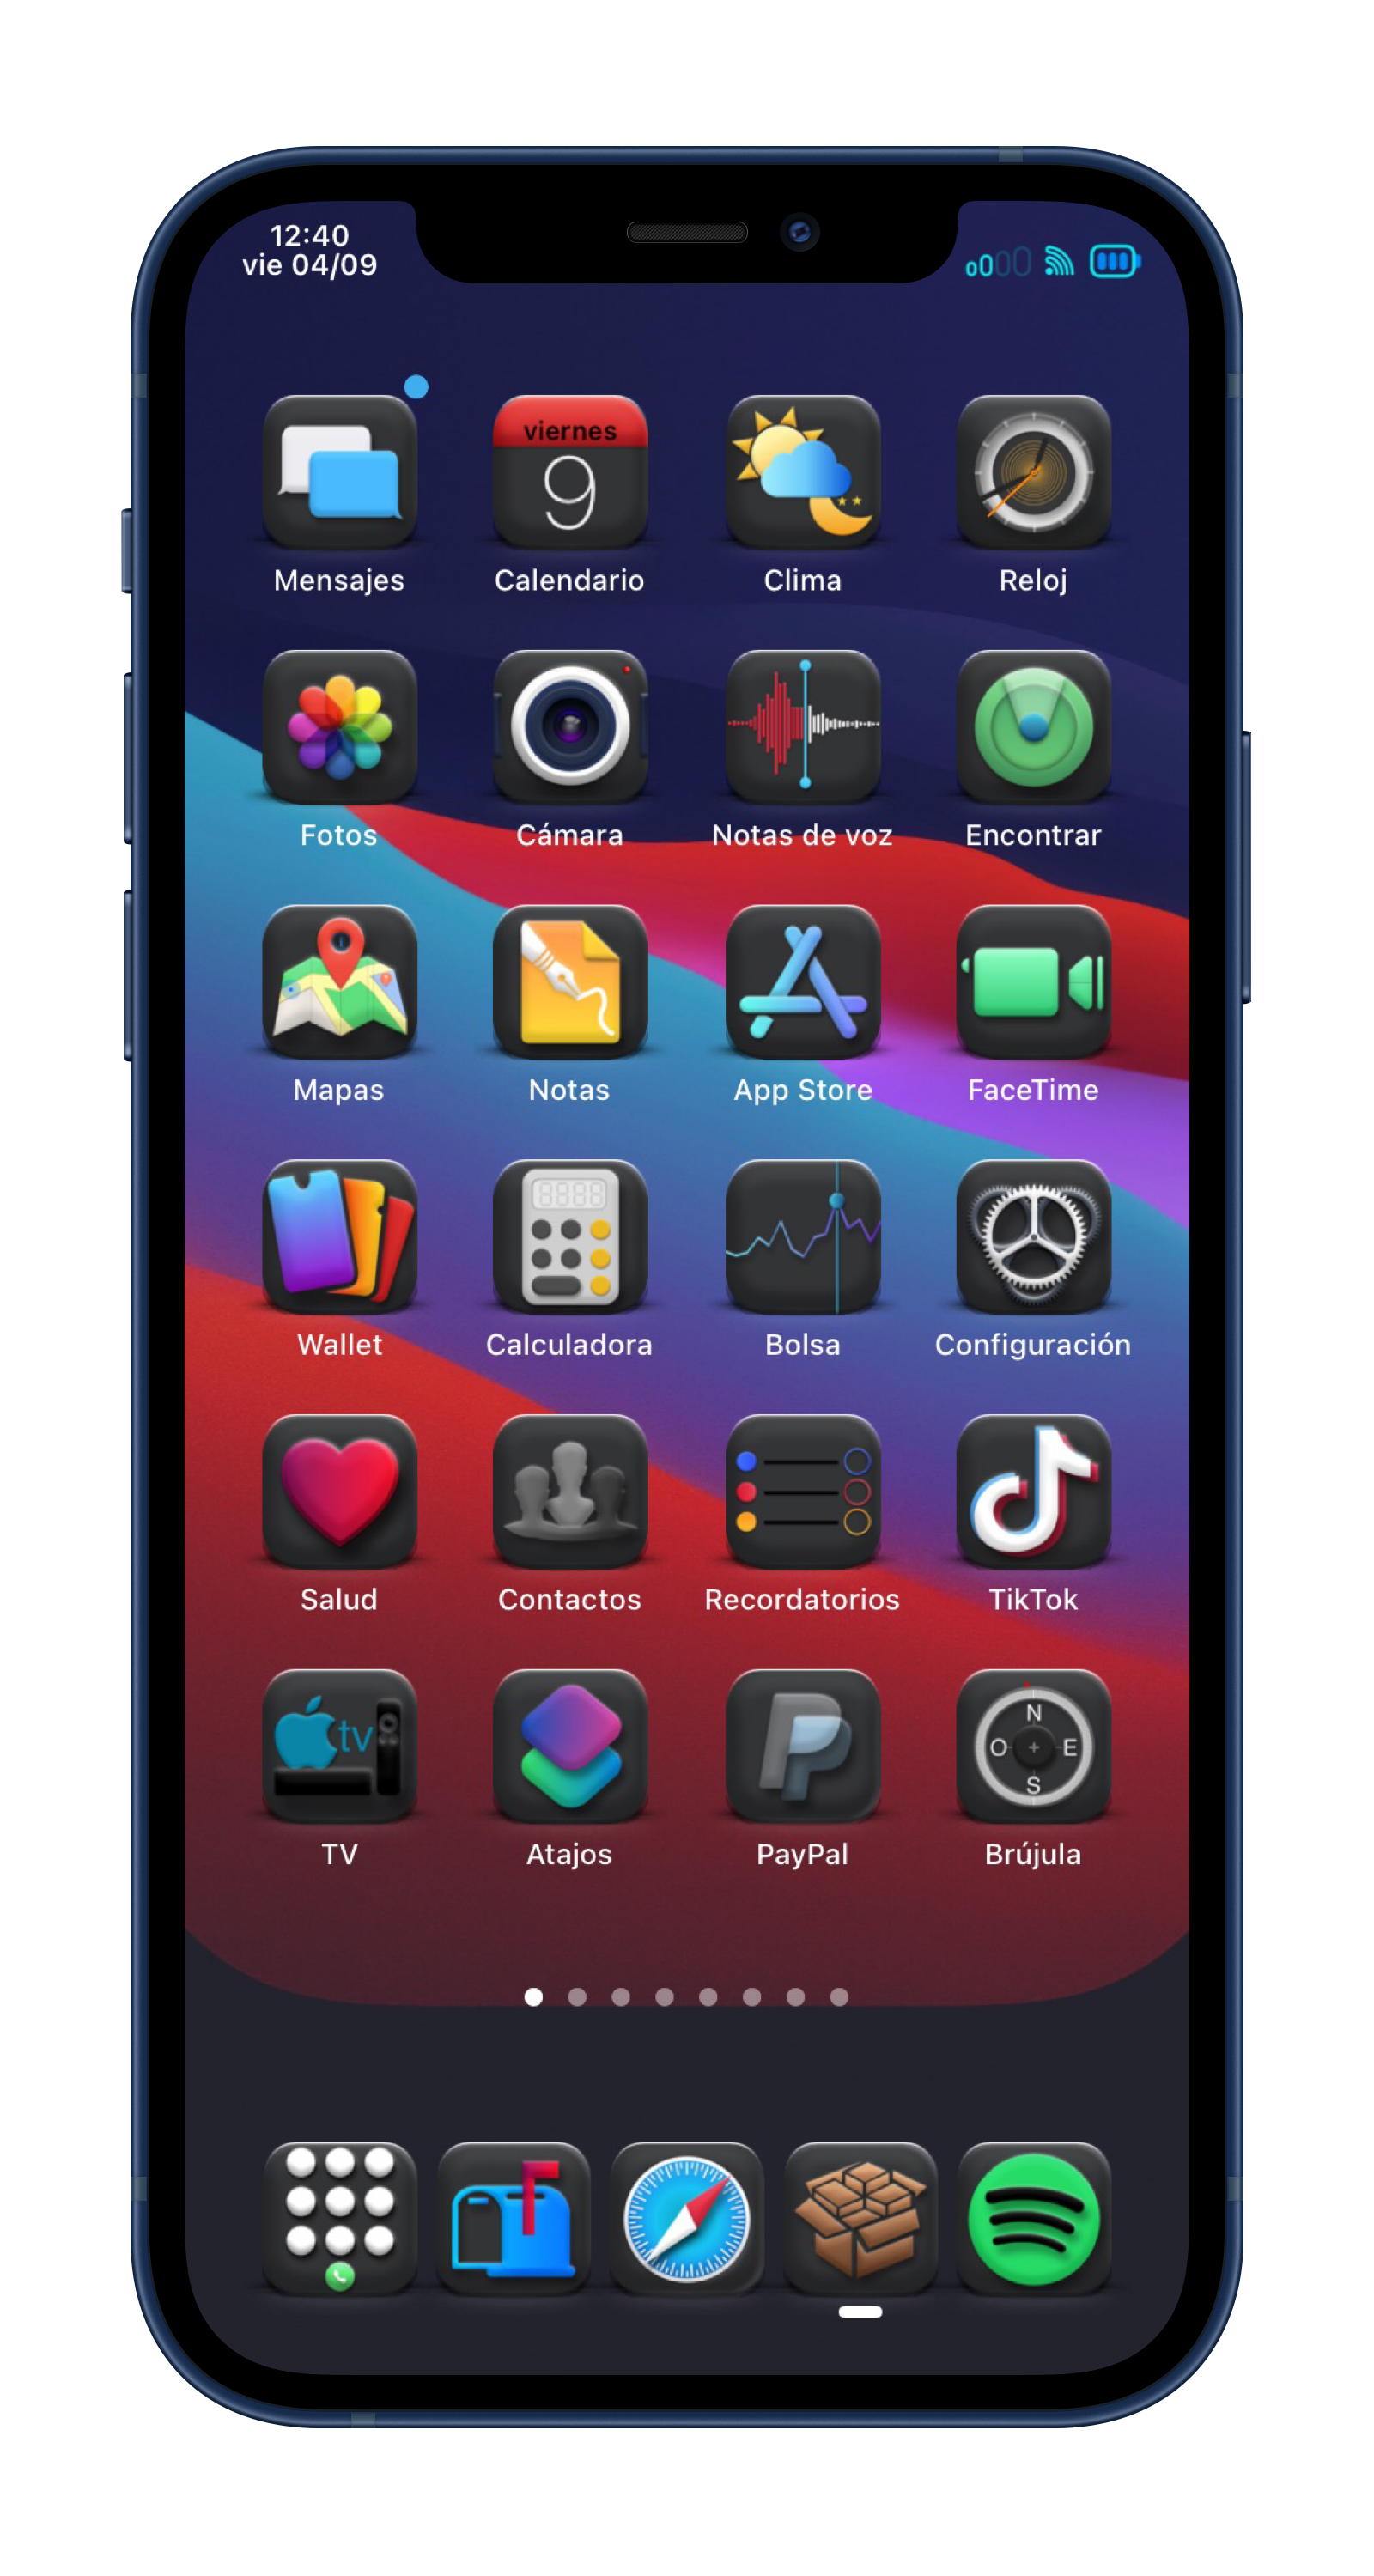 12:40
vie 04/09
viernes
9
Mensajes
Calendario
Clima
Reloj
Fotos
Cámara
Notas de voz
Encontrar
Mapas
Notas
App Store
FaceTime
8888
Wallet
Calculadora
Bolsa
Configuración
Salud
Contactos
Recordatorios
TikTok
tv
N
O
E
S
TV
Atajos
PayPal
Brújula